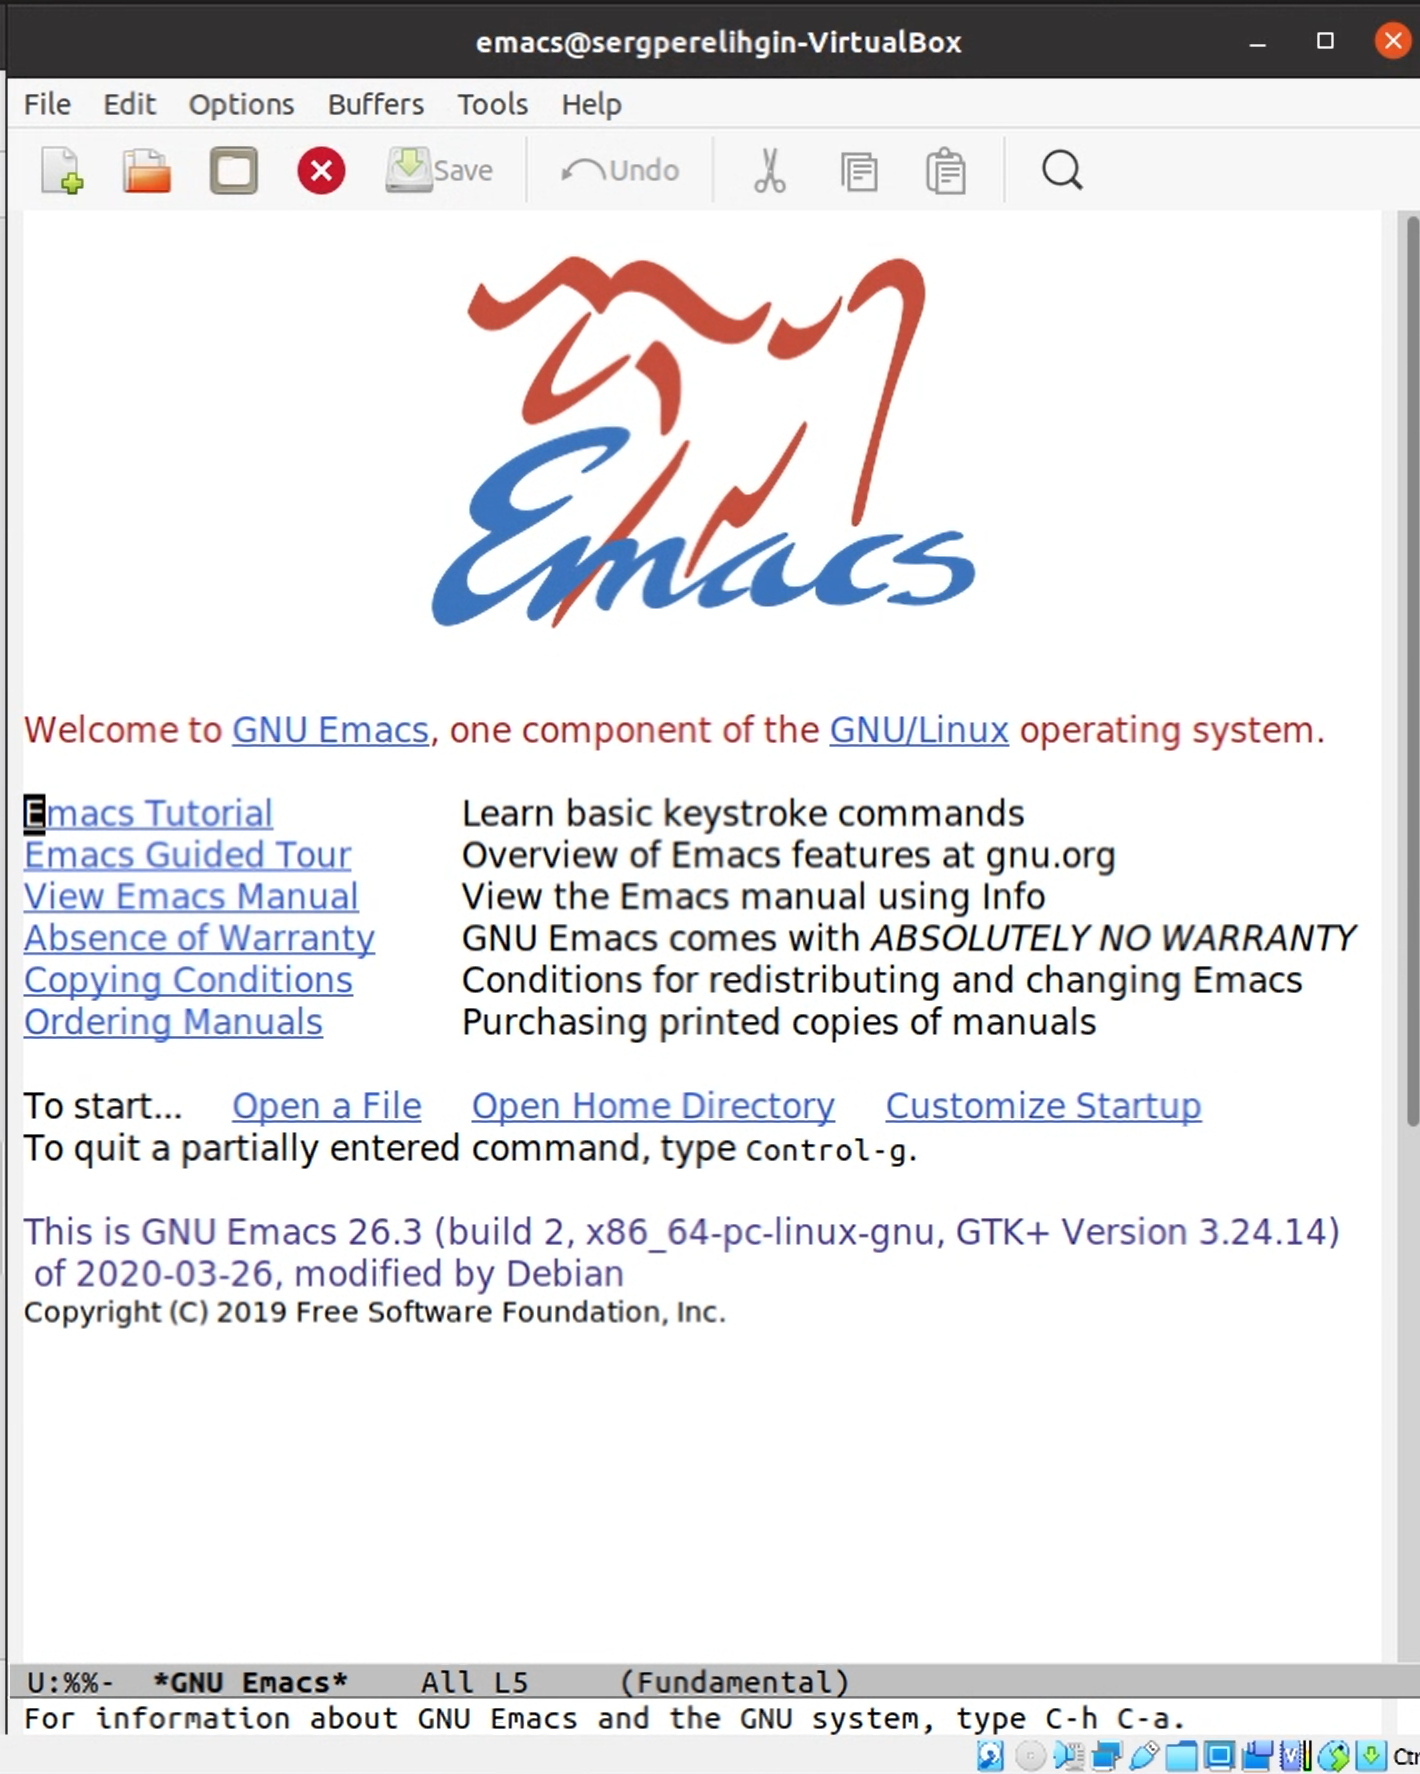 emacs@sergperelihgin-VirtualBox
File Edit Options Buffers Tools Help
Save Undo
Emacs
Welcome to GNU Emacs, one component of the GNU/Linux operating system.
Emacs Tutorial Learn basic keystroke commands
Emacs Guided Tour Overview of Emacs features at gnu.org
View Emacs Manual View the Emacs manual using Info
Absence of Warranty GNU Emacs comes with ABSOLUTELY NO WARRANTY
Copying Conditions Conditions for redistributing and changing Emacs
Ordering Manuals Purchasing printed copies of manuals
To start... Open a File Open Home Directory Customize Startup
To quit a partially entered command, type Control-g.
This is GNU Emacs 26.3 (build 2, x86_64-pc-linux-gnu, GTK+ Version 3.24.14)
of 2020-03-26, modified by Debian
Copyright (C) 2019 Free Software Foundation, Inc.
U:%%- *GNU Emacs* All L5 (Fundamental)
For information about GNU Emacs and the GNU system, type C-h C-a.